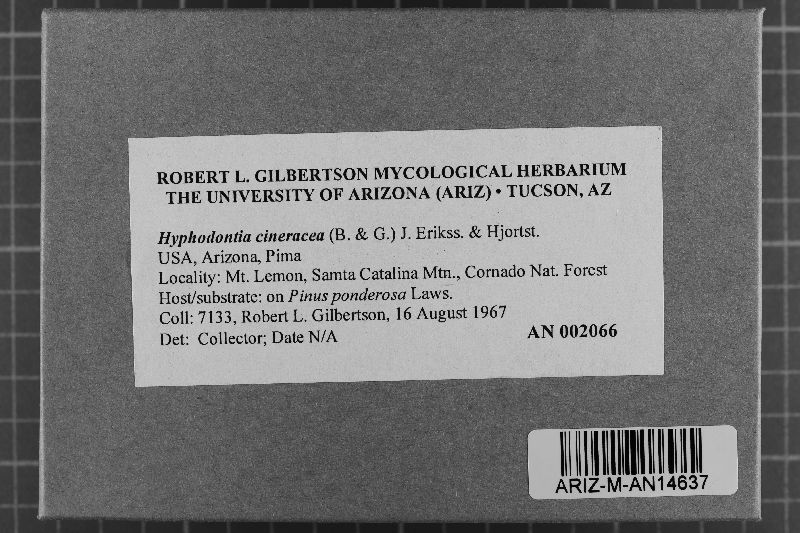 ROBERT L. GILBERTSON MYCOLOGICAL HERBARIUM
THE UNIVERSITY OF ARIZONA (ARIZ) • TUCSON, AZ
Hyphodontia cineracea (B. & G.) J. Erikss. & Hjortst.
USA, Arizona, Pima
Locality: Mt. Lemon, Samta Catalina Mtn., Cornado Nat. Forest
Host/substrate: on Pinus ponderosa Laws.
Coll: 7133, Robert L. Gilbertson, 16 August 1967
Det: Collector; Date N/A AN 002066
ARIZ-M-AN14637